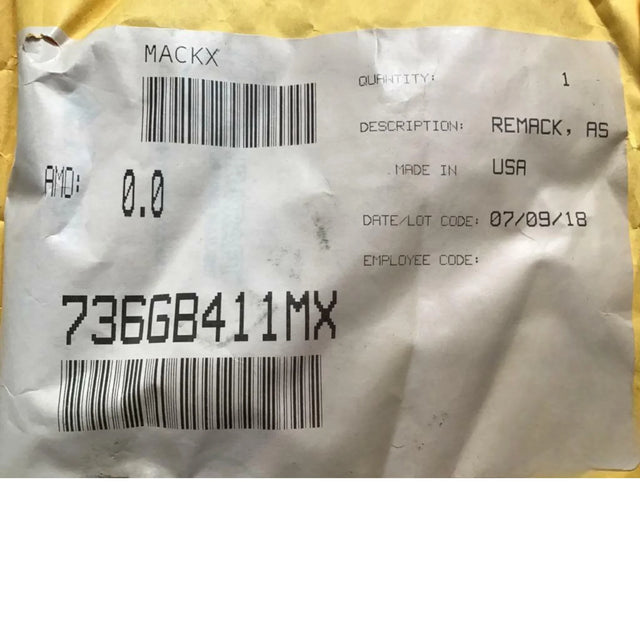 MACKX
QUANTITY: 1
DESCRIPTION: REMACK, AS
AMD: 0.0
MADE IN USA
DATE/LOT CODE: 07/09/18
EMPLOYEE CODE:
736GB411MX